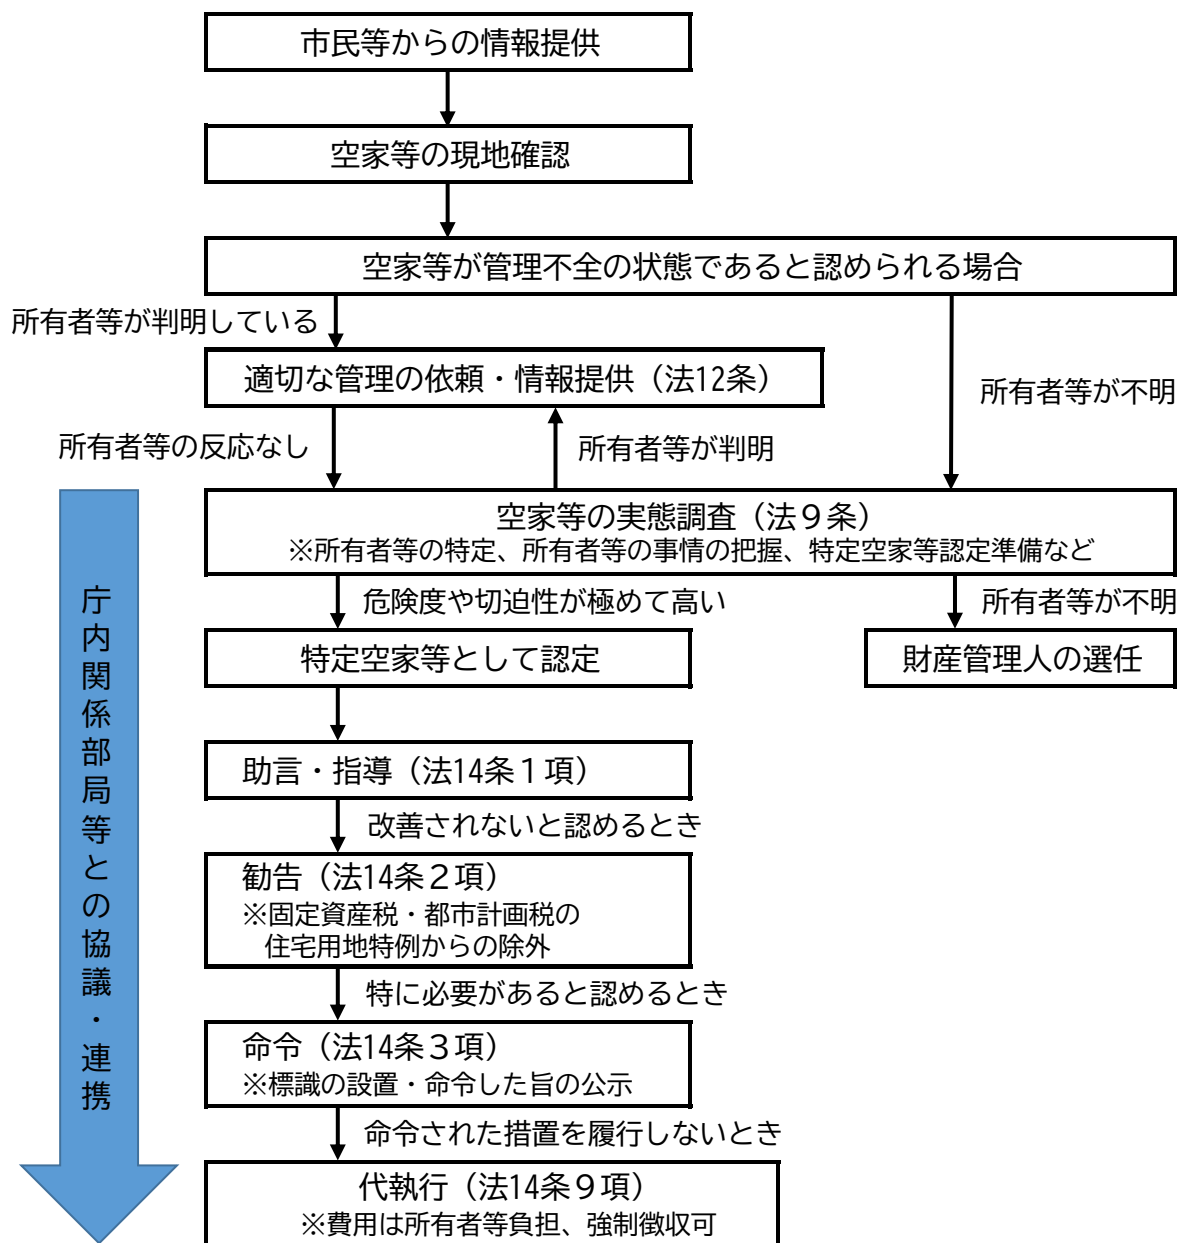 市民等からの情報提供
空家等の現地確認
空家等が管理不全の状態であると認められる場合
所有者等が判明している
適切な管理の依頼・情報提供（法12条）
所有者等が不明
所有者等の反応なし
所有者等が判明
空家等の実態調査（法９条）
※所有者等の特定、所有者等の事情の把握、特定空家等認定準備など
危険度や切迫性が極めて高い
所有者等が不明
特定空家等として認定
財産管理人の選任
助言・指導（法14条１項）
改善されないと認めるとき
勧告（法14条２項）
※固定資産税・都市計画税の
住宅用地特例からの除外
特に必要があると認めるとき
命令（法14条３項）
※標識の設置・命令した旨の公示
命令された措置を履行しないとき
代執行（法14条９項）
※費用は所有者等負担、強制徴収可
庁内関係部局等との協議・連携